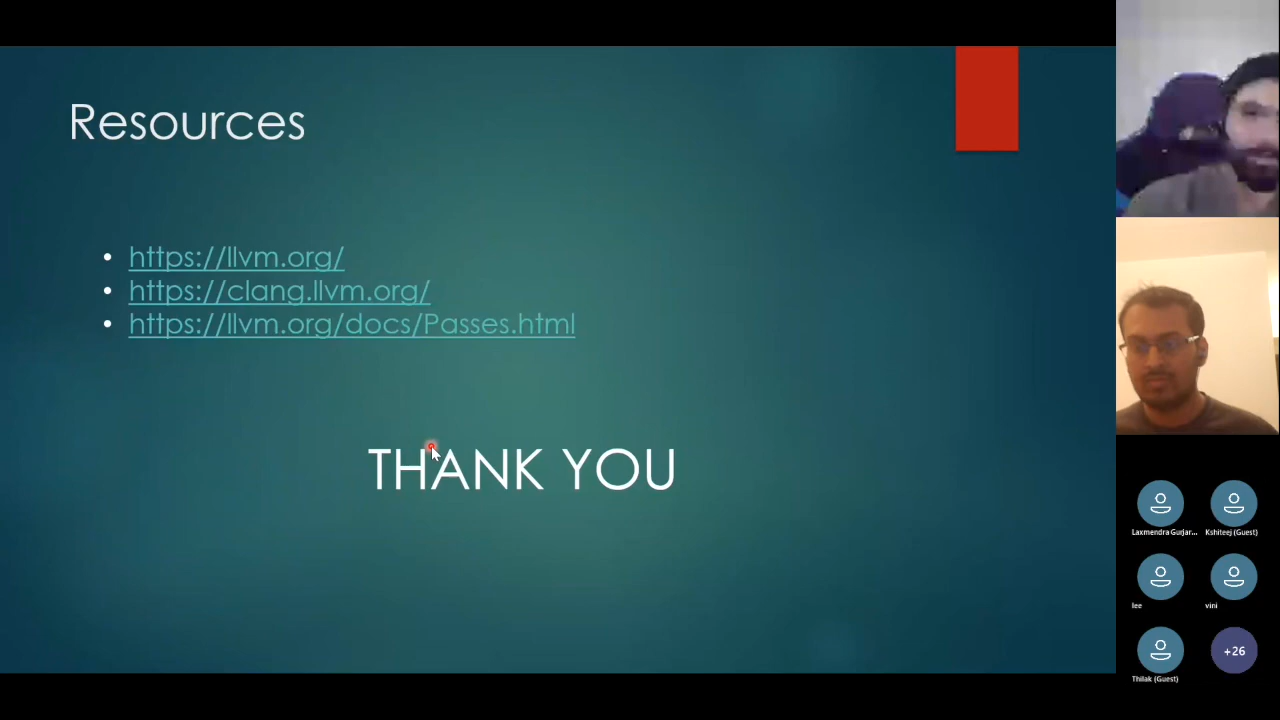 Resources
• https://llvm.org/
• https://clang.llvm.org/
• https://llvm.org/docs/Passes.html
THANK YOU
Laxmendra Gurjar...
Kshiteej (Guest)
lee
vini
Thilak (Guest)
+26